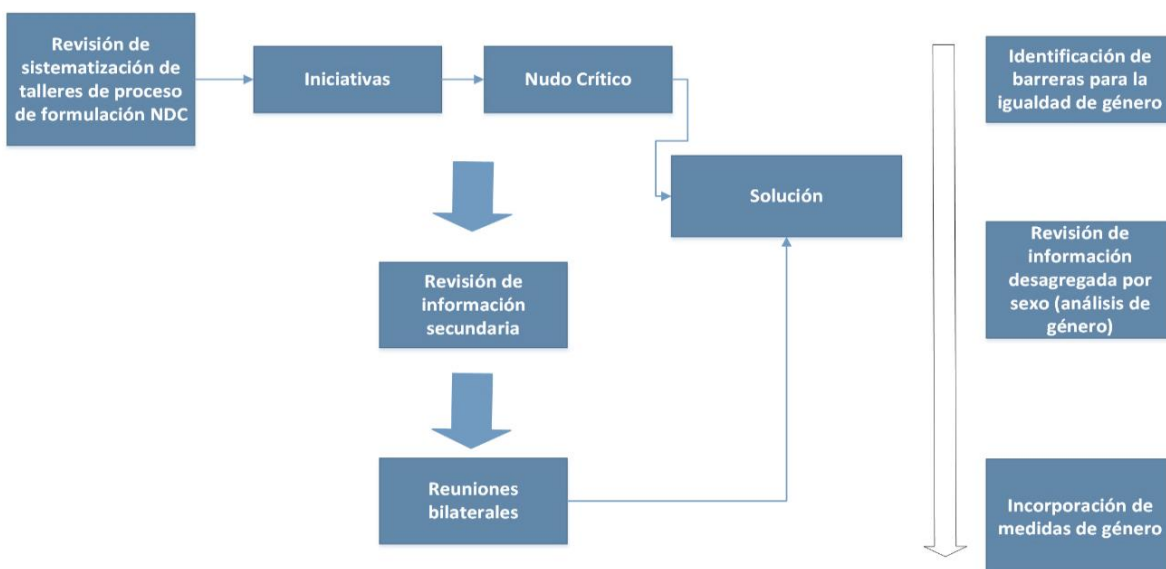 Revisión de
sistematización de
talleres de proceso
de formulación NDC
Iniciativas
Nudo Crítico
Solución
Revisión de
información
secundaria
Reuniones
bilaterales
Identificación de
barreras para la
igualdad de género
Revisión de
información
desagregada por
sexo (análisis de
género)
Incorporación de
medidas de género